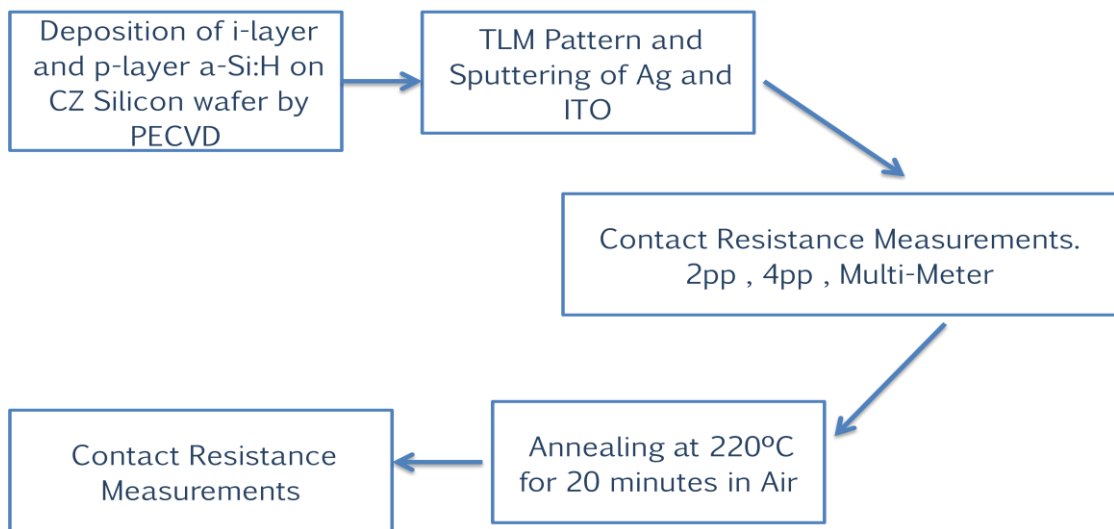 Deposition of i-layer
and p-layer a-Si:H on
CZ Silicon wafer by
PECVD
TLM Pattern and
Sputtering of Ag and
ITO
Contact Resistance Measurements.
2pp , 4pp , Multi-Meter
Annealing at 220ºC
for 20 minutes in Air
Contact Resistance
Measurements